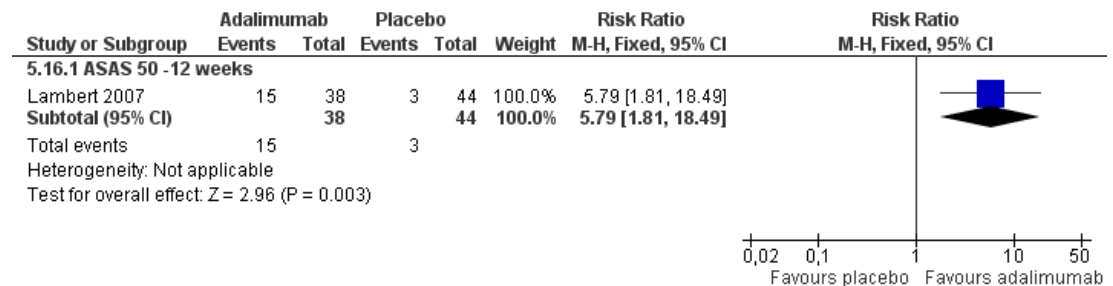 Adalimumab Placebo Risk Ratio Risk Ratio
Study or Subgroup Events Total Events Total Weight M-H, Fixed, 95% CI M-H, Fixed, 95% CI
5.16.1 ASAS 50 -12 weeks
Lambert 2007 15 38 3 44 100.0% 5.79 [1.81, 18.49]
Subtotal (95% CI) 38 44 100.0% 5.79 [1.81, 18.49]
Total events 15 3
Heterogeneity: Not applicable
Test for overall effect: Z = 2.96 (P = 0.003)
0,02 0,1 1 10 50
Favours placebo Favours adalimumab